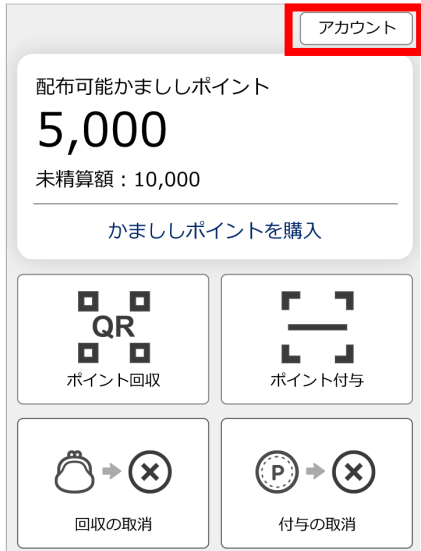 アカウント
配布可能かまししポイント
5,000
未精算額：10,000
かまししポイントを購入
QR
ポイント回収
ポイント付与
P
回収の取消
付与の取消